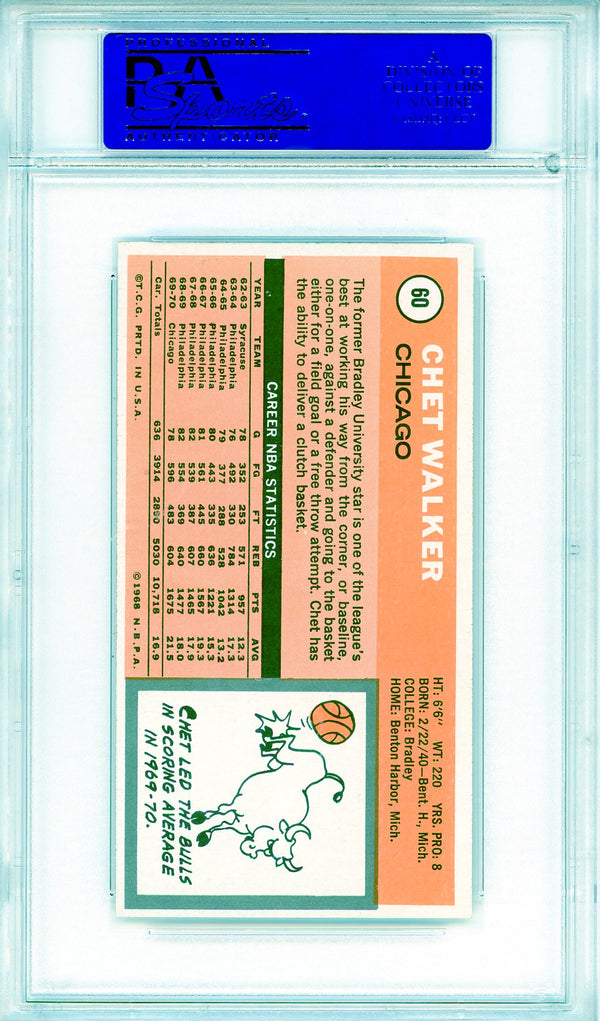 PROFESSIONAL
PSA
Sports
AUTHENTICATOR
A
DIVISION OF
COLLECTORS
UNIVERSE
60
CHET WALKER
CHICAGO
HT: 6'6" WT: 220 YRS. PRO: 8
BORN: 2/22/40—Bent. H., Mich.
COLLEGE: Bradley
HOME: Benton Harbor, Mich.
The former Bradley University star is one of the league's
best at working his way from the corner, or baseline,
one-on-one, against a defender and going to the basket
either for a field goal or a free throw attempt. Chet has
the ability to deliver a clutch basket.
CAREER NBA STATISTICS
YEAR TEAM G FG FT REB PTS AVG
62-63 Syracuse 78 352 253 571 957 12.3
63-64 Philadelphia 76 492 330 784 1314 17.3
64-65 Philadelphia 79 377 288 528 1042 13.2
65-66 Philadelphia 80 443 335 636 1221 15.3
66-67 Philadelphia 81 561 445 660 1567 19.3
67-68 Philadelphia 82 539 387 607 1465 17.9
68-69 Philadelphia 82 554 369 640 1477 18.0
69-70 Chicago 78 596 483 604 1675 21.5
Car. Totals 636 3914 2890 5030 10,718 16.9
©T.C.G. PRTD. IN U.S.A. ©1968 N.B.P.A.
CHET LED THE BULLS
IN SCORING AVERAGE
IN 1969-70.